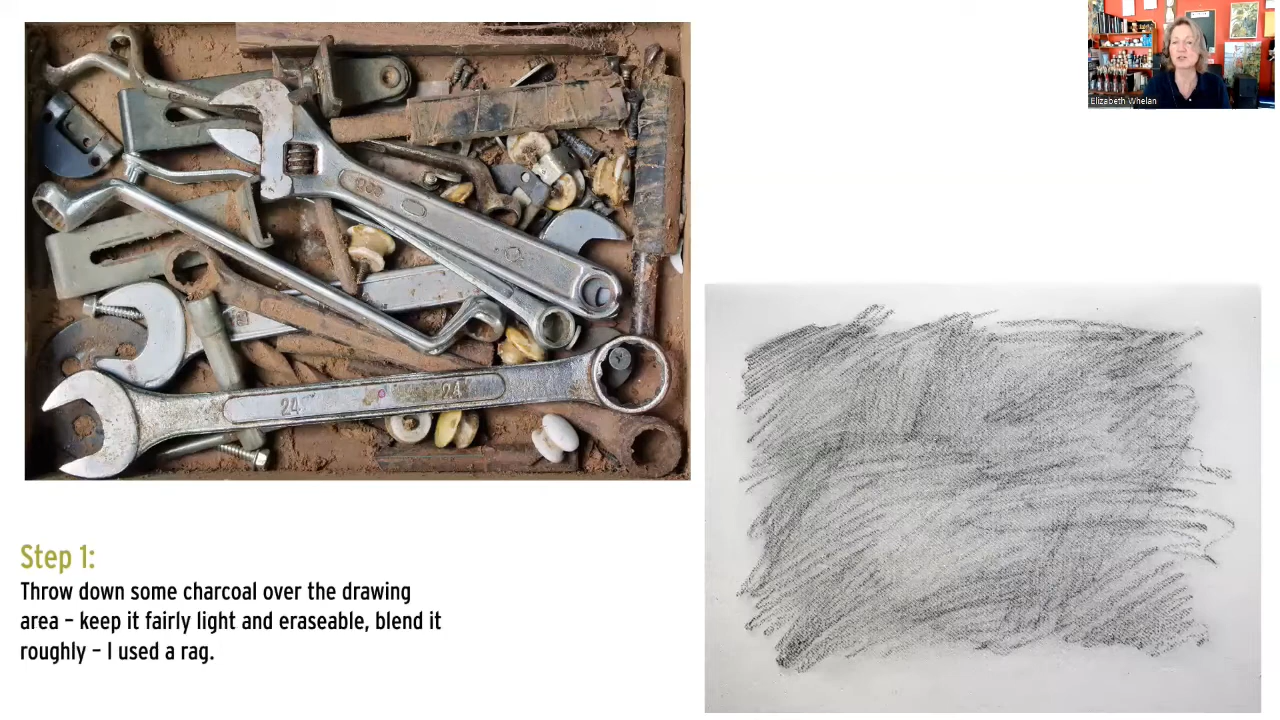 Elizabeth Whelan
24
24
Step 1:
Throw down some charcoal over the drawing
area – keep it fairly light and eraseable, blend it
roughly – I used a rag.